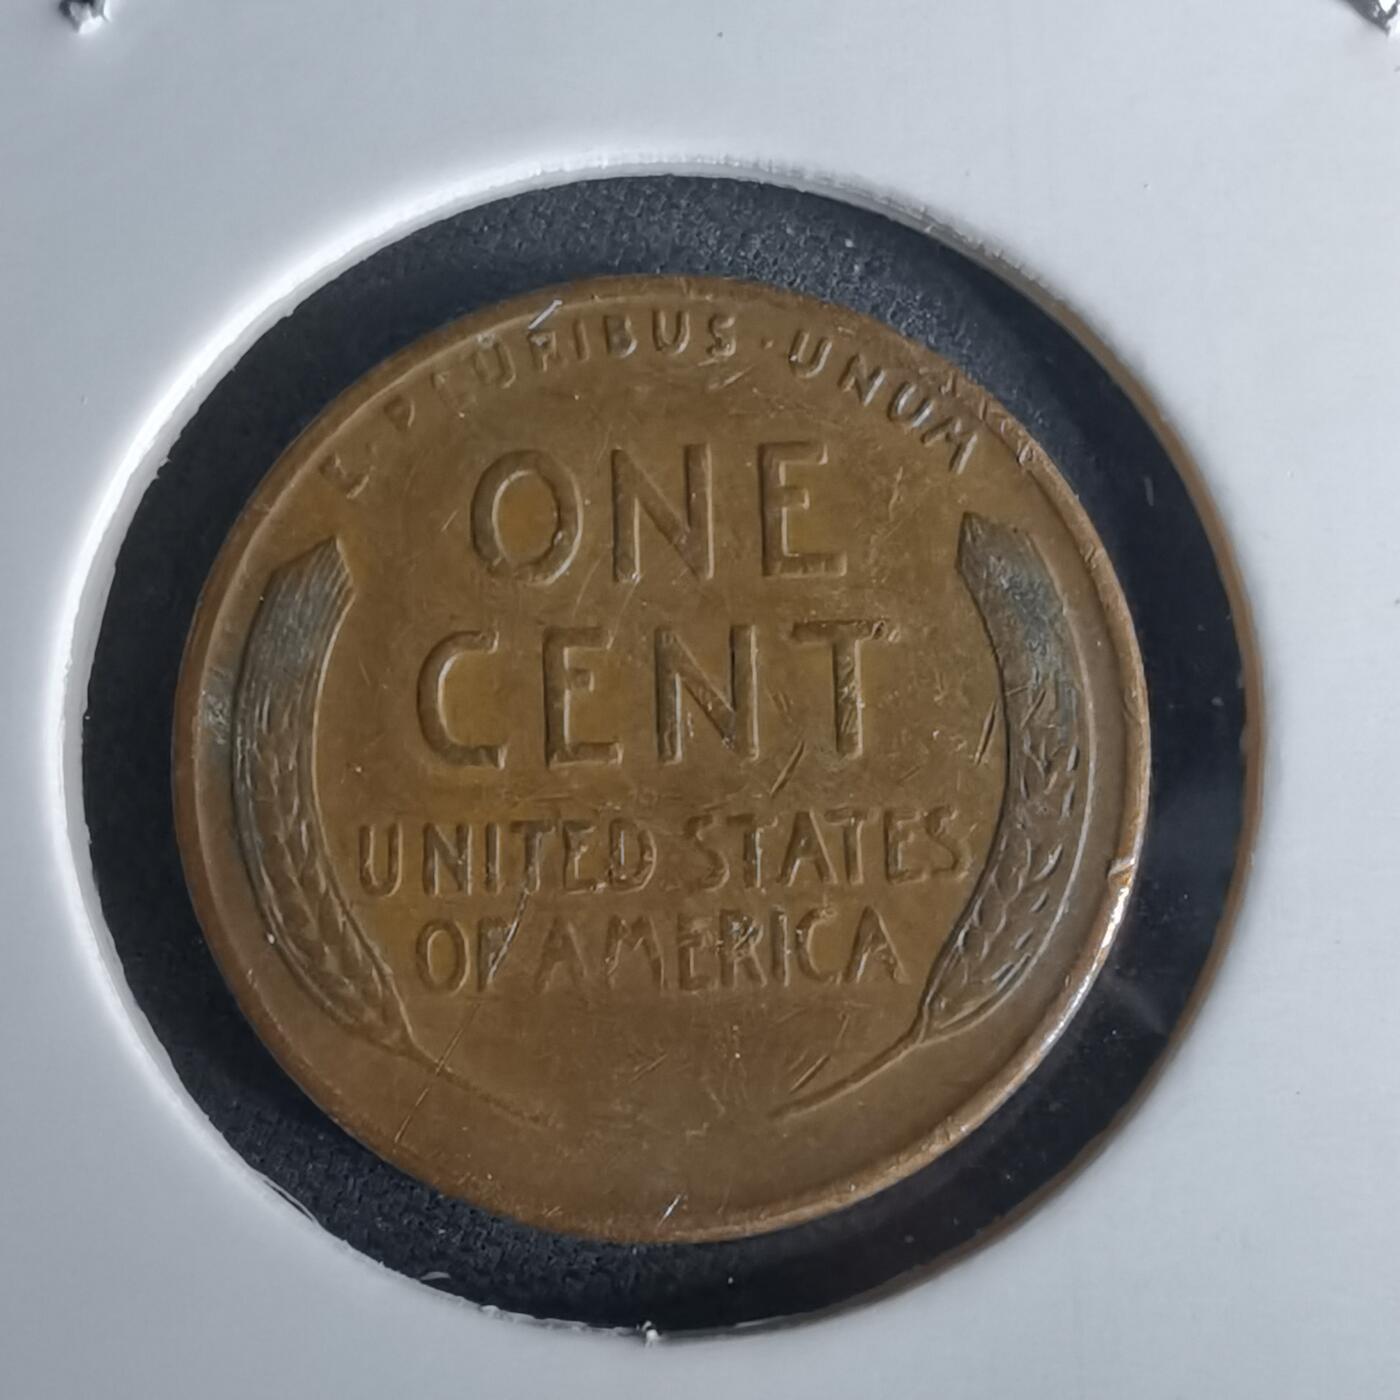 E·PLURIBUS·UNUM
ONE
CENT
UNITED STATES
OF AMERICA